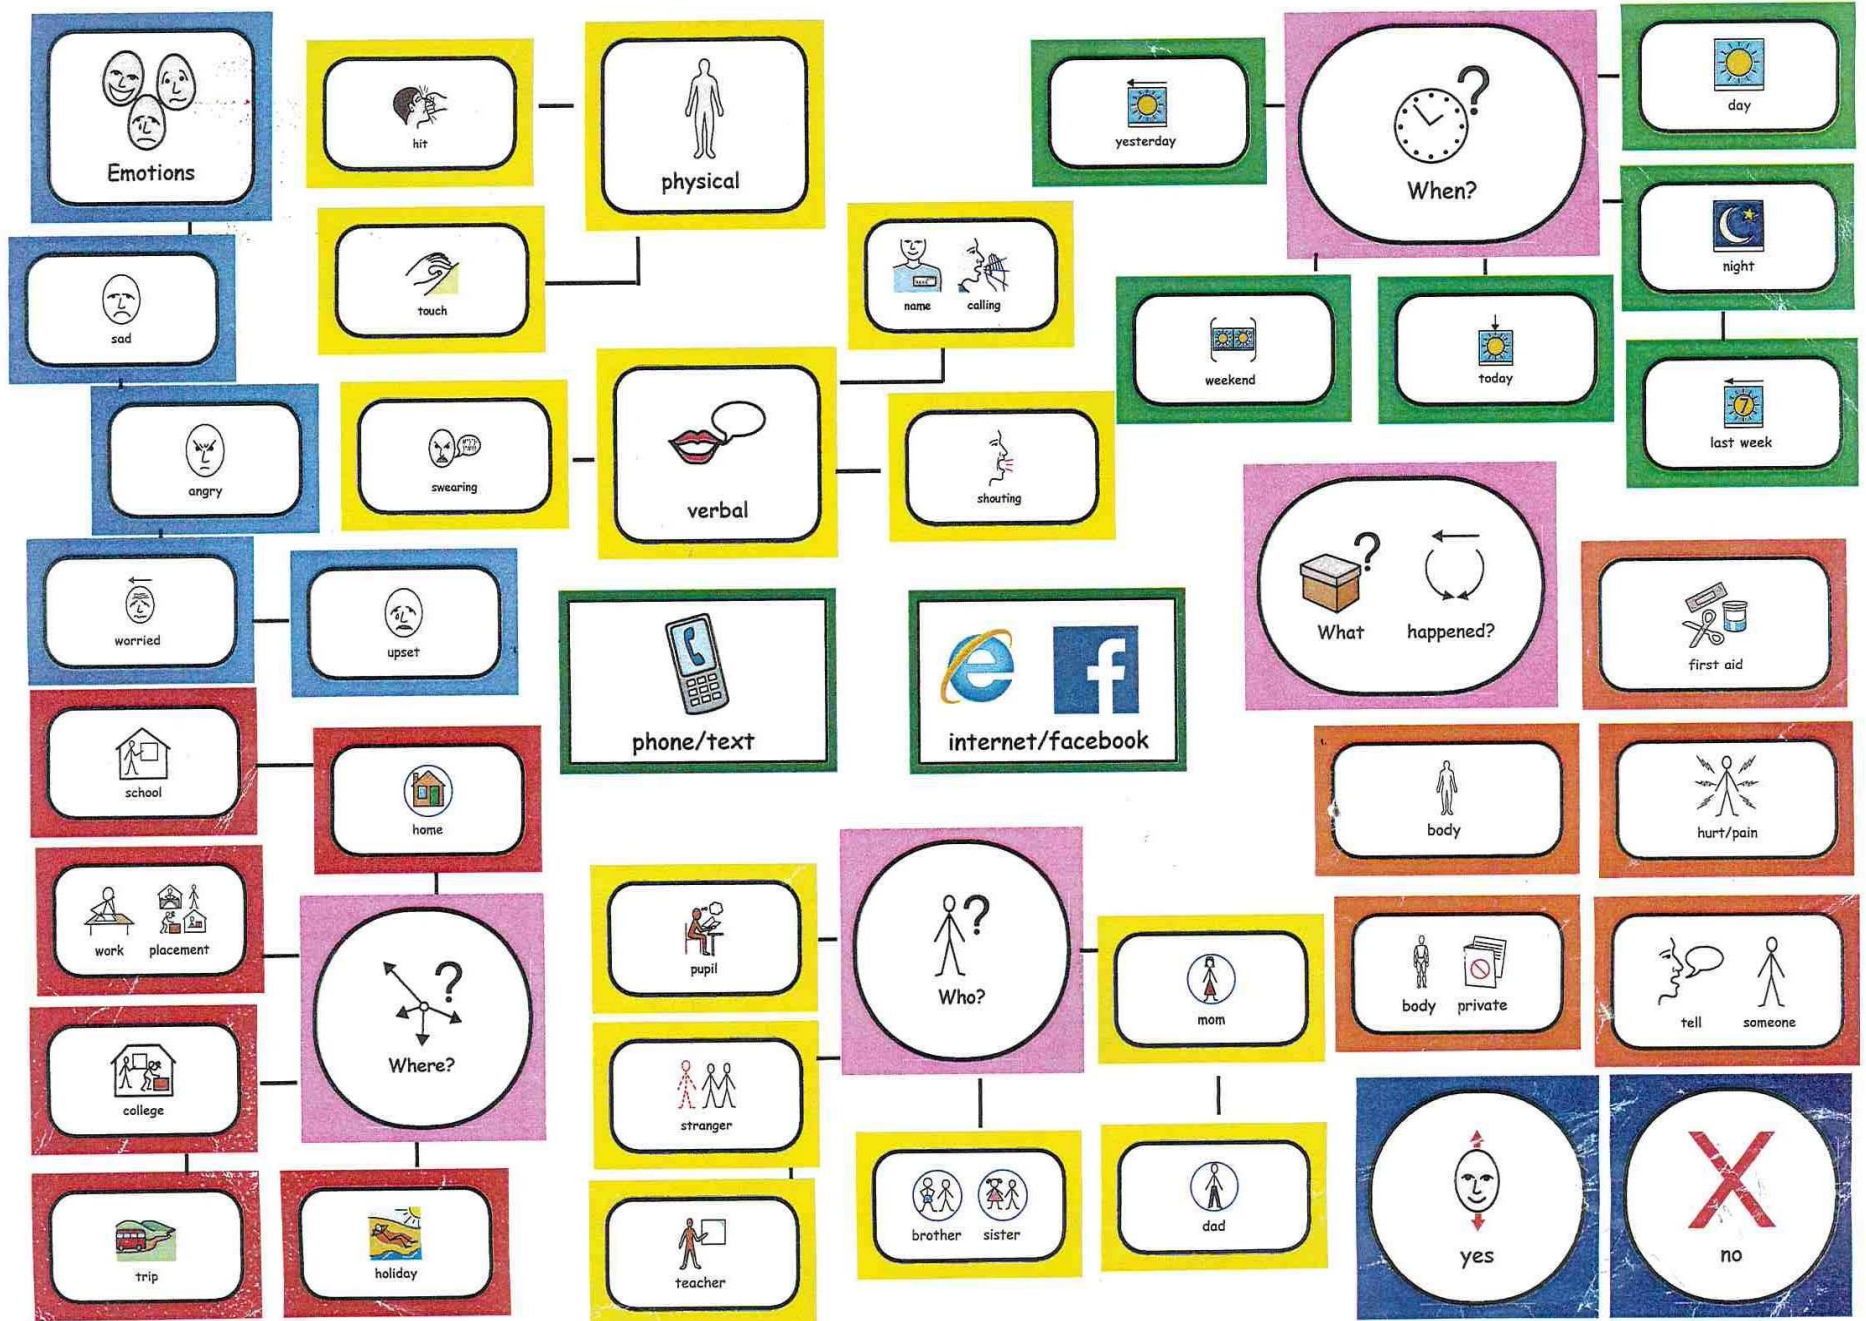 Emotions
sad
angry
worried
upset
hit
physical
touch
name calling
swearing
verbal
shouting
yesterday
When?
day
night
weekend
today
last week
7
phone/text
internet/facebook
What happened?
first aid
body
hurt/pain
body private
tell someone
yes
no
school
home
work placement
Where?
college
trip
holiday
pupil
Who?
mom
stranger
brother sister
dad
teacher